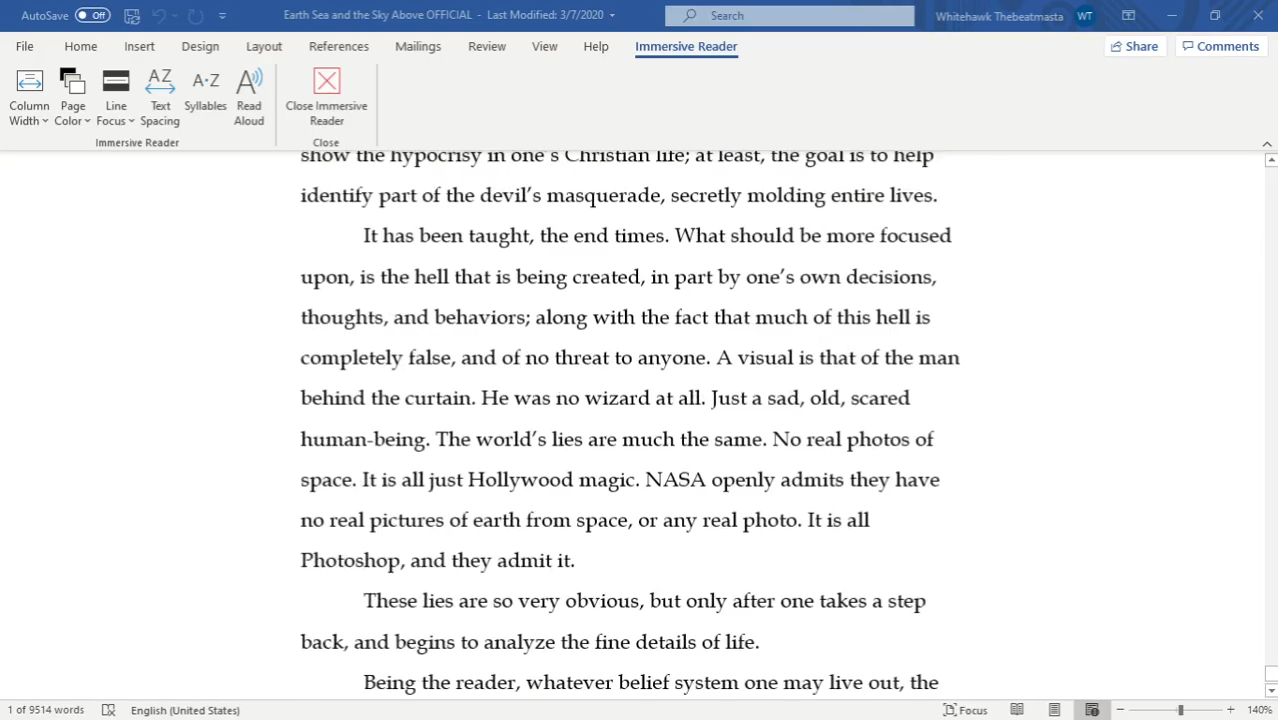 AutoSave Off Earth Sea and the Sky Above OFFICIAL - Last Modified: 3/7/2020 Search Whitehawk Thebeatmasta WT
File Home Insert Design Layout References Mailings Review View Help Immersive Reader Share Comments
Column Width Page Color Line Focus Text Spacing Syllables Read Aloud Close Immersive Reader
Immersive Reader Close
show the hypocrisy in one's Christian life; at least, the goal is to help
identify part of the devil's masquerade, secretly molding entire lives.
It has been taught, the end times. What should be more focused
upon, is the hell that is being created, in part by one's own decisions,
thoughts, and behaviors; along with the fact that much of this hell is
completely false, and of no threat to anyone. A visual is that of the man
behind the curtain. He was no wizard at all. Just a sad, old, scared
human-being. The world's lies are much the same. No real photos of
space. It is all just Hollywood magic. NASA openly admits they have
no real pictures of earth from space, or any real photo. It is all
Photoshop, and they admit it.
These lies are so very obvious, but only after one takes a step
back, and begins to analyze the fine details of life.
Being the reader, whatever belief system one may live out, the
1 of 9514 words English (United States) Focus 140%